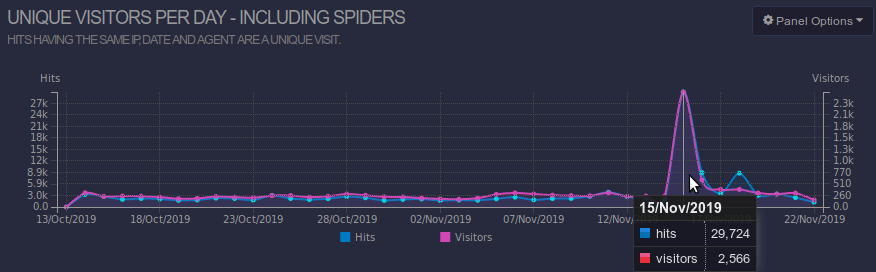 UNIQUE VISITORS PER DAY - INCLUDING SPIDERS
Panel Options
HITS HAVING THE SAME IP, DATE AND AGENT ARE A UNIQUE VISIT.
Hits Visitors
27k 2.3k
24k 2.1k
21k 1.8k
18k 1.5k
15k 1.3k
12k 1.0k
8.9k 770
5.9k 510
3.0k 260
0.0 0.0
13/Oct/2019 18/Oct/2019 23/Oct/2019 28/Oct/2019 02/Nov/2019 07/Nov/2019 12/Nov/2019 22/Nov/2019
Hits Visitors
15/Nov/2019
hits 29,724
visitors 2,566